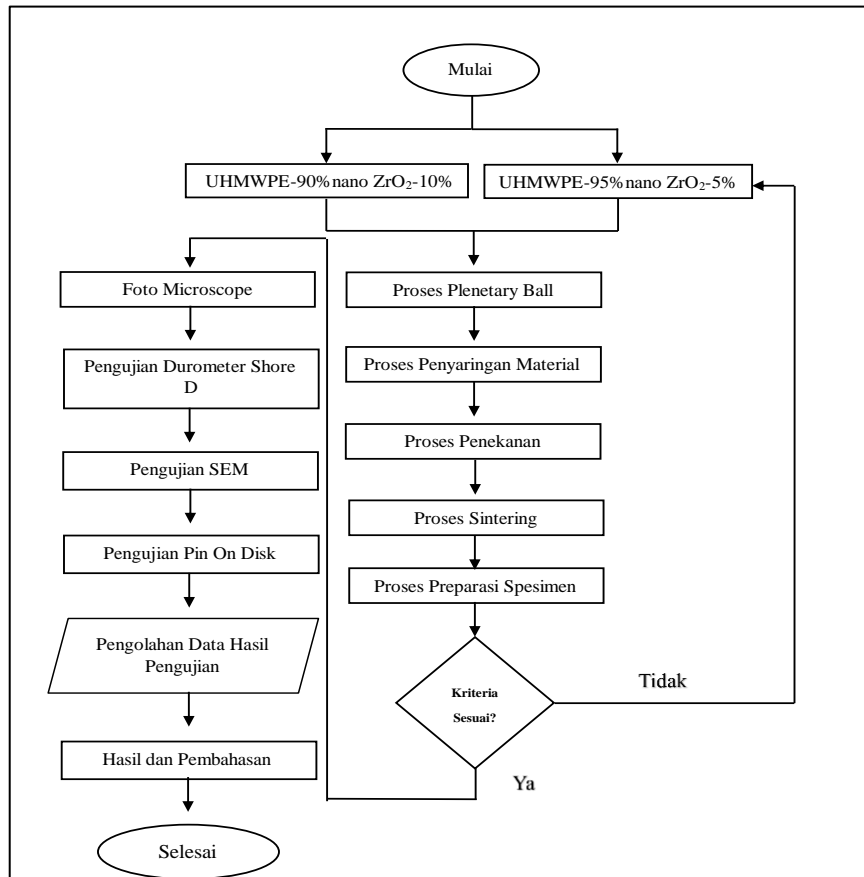 Mulai
UHMWPE-90% nano ZrO₂-10%
UHMWPE-95% nano ZrO₂-5%
Proses Plenetary Ball
Proses Penyaringan Material
Proses Penekanan
Proses Sintering
Proses Preparasi Spesimen
Kriteria
Sesuai?
Tidak
Ya
Foto Microscope
Pengujian Durometer Shore
D
Pengujian SEM
Pengujian Pin On Disk
Pengolahan Data Hasil
Pengujian
Hasil dan Pembahasan
Selesai